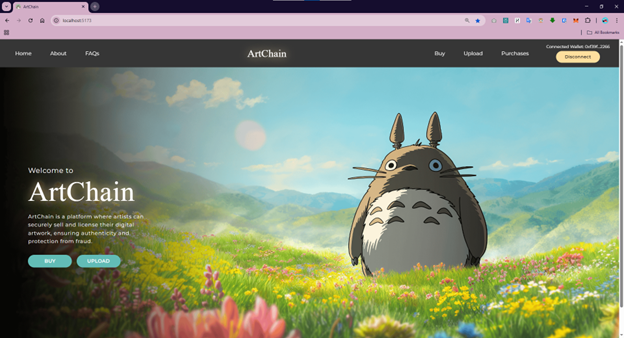 ArtChain
localhost:5173
All Bookmarks
Home About FAQs ArtChain Buy Upload Purchases
Connected Wallet: 0xf39F...2266
Disconnect
Welcome to
ArtChain
ArtChain is a platform where artists can
securely sell and license their digital
artwork, ensuring authenticity and
protection from fraud.
BUY UPLOAD